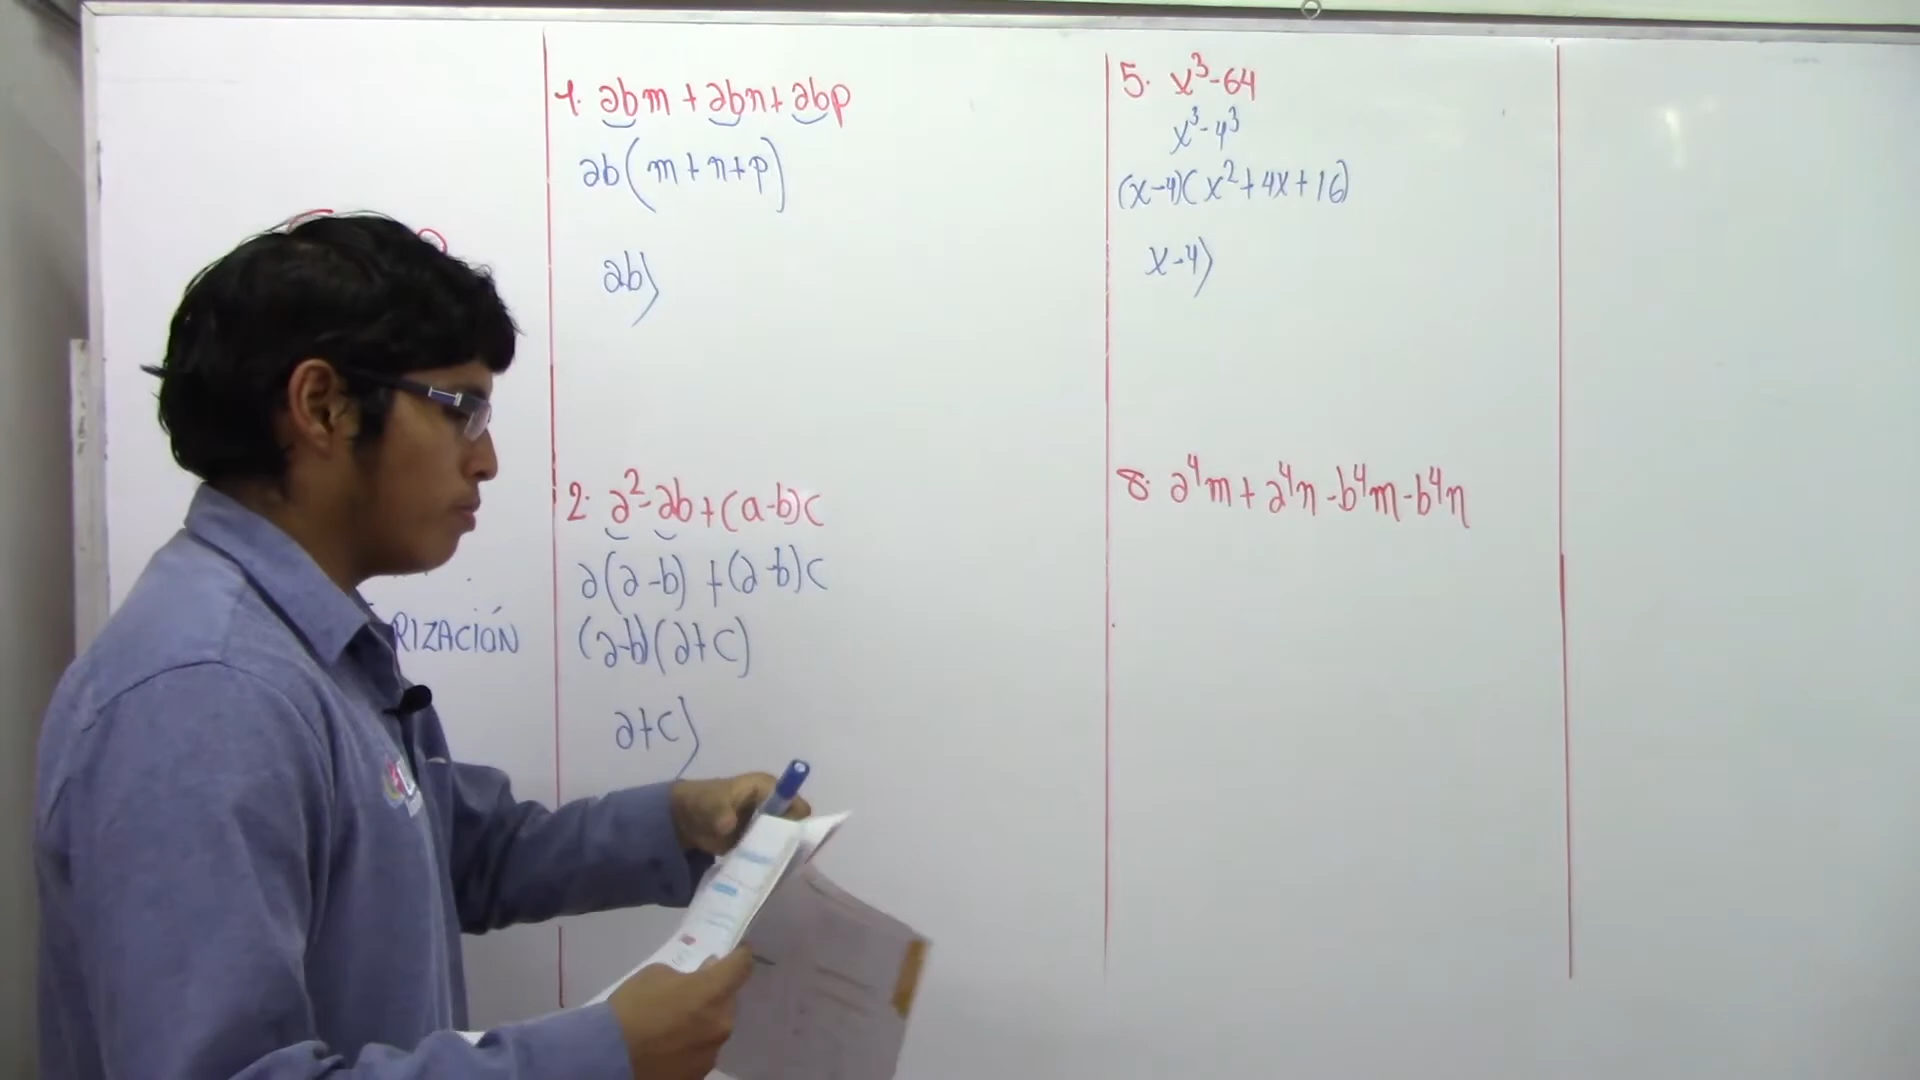 RIZACIÓN
1. abm + abn + abp
ab(m+n+p)
ab)
2. a²-ab+(a-b)c
a(a-b) +(a-b)c
(a-b)(a+c)
a+c)
5. x³-64
x³-4³
(x-4)(x²+4x+16)
x-4)
8. a⁴m + a⁴n -b⁴m-b⁴n